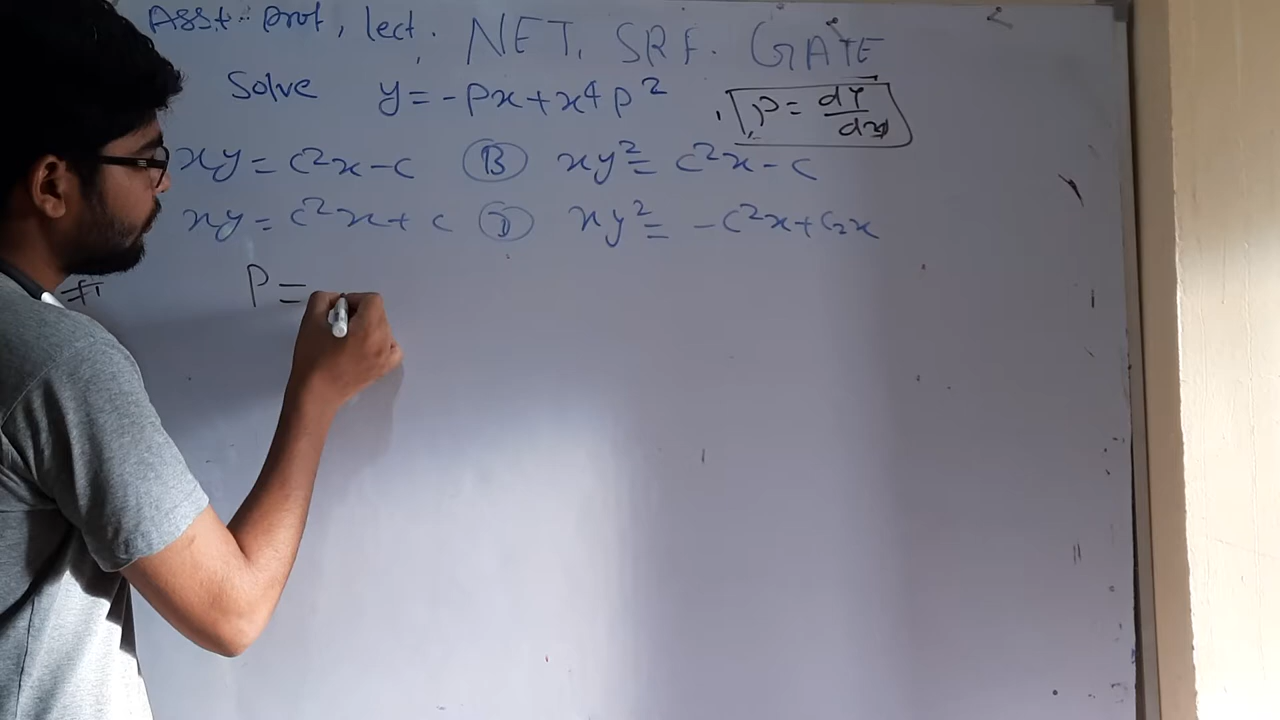 Asst. prof, lect. NET, SRF. GATE
Solve y = -px + x⁴p² , P = dY/dx
xy = c²x - c (B) xy² = c²x - c
xy = c²x + c (D) xy² = -c²x + c₂x
P =